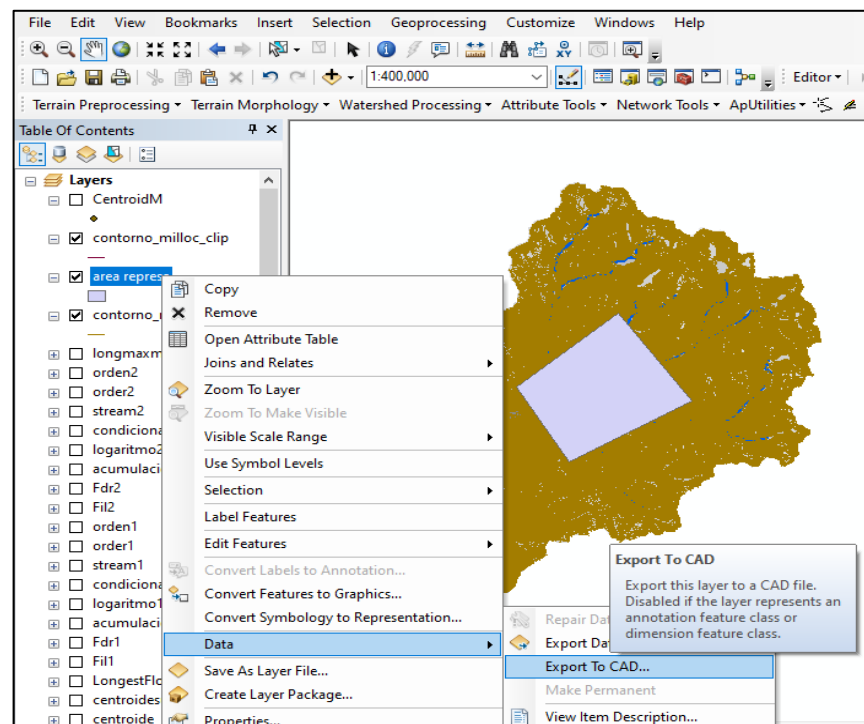 File Edit View Bookmarks Insert Selection Geoprocessing Customize Windows Help
1:400,000
Editor
Terrain Preprocessing Terrain Morphology Watershed Processing Attribute Tools Network Tools ApUtilities
Table Of Contents
Layers
CentroidM
contorno_milloc_clip
area repres
contorno_
longmaxm
orden2
order2
stream2
condiciona
logaritmo2
acumulaci
Fdr2
Fil2
orden1
order1
stream1
condiciona
logaritmo1
acumulaci
Fdr1
Fil1
LongestFlo
centroides
centroide
Copy
Remove
Open Attribute Table
Joins and Relates
Zoom To Layer
Zoom To Make Visible
Visible Scale Range
Use Symbol Levels
Selection
Label Features
Edit Features
Convert Labels to Annotation...
Convert Features to Graphics...
Convert Symbology to Representation...
Data
Save As Layer File...
Create Layer Package...
Properties...
Repair Dat
Export Da
Export To CAD...
Make Permanent
View Item Description...
Export To CAD
Export this layer to a CAD file.
Disabled if the layer represents an
annotation feature class or
dimension feature class.